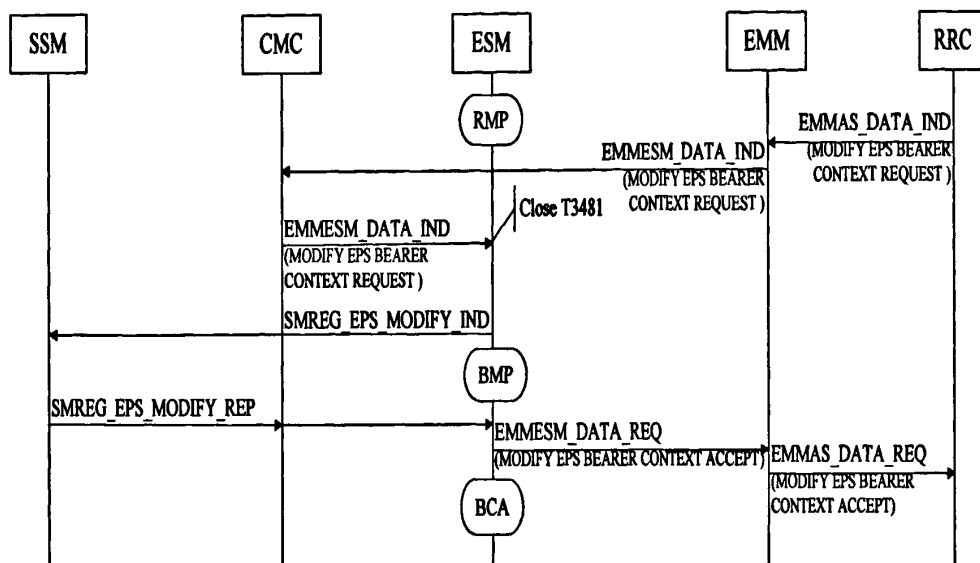 SSM
CMC
ESM
EMM
RRC
RMP
EMMAS_DATA_IND
(MODIFY EPS BEARER
CONTEXT REQUEST )
EMMESM_DATA_IND
(MODIFY EPS BEARER
CONTEXT REQUEST )
Close T3481
EMMESM_DATA_IND
(MODIFY EPS BEARER
CONTEXT REQUEST )
SMREG_EPS_MODIFY_IND
BMP
SMREG_EPS_MODIFY_REP
EMMESM_DATA_REQ
(MODIFY EPS BEARER CONTEXT ACCEPT)
EMMAS_DATA_REQ
(MODIFY EPS BEARER
CONTEXT ACCEPT)
BCA